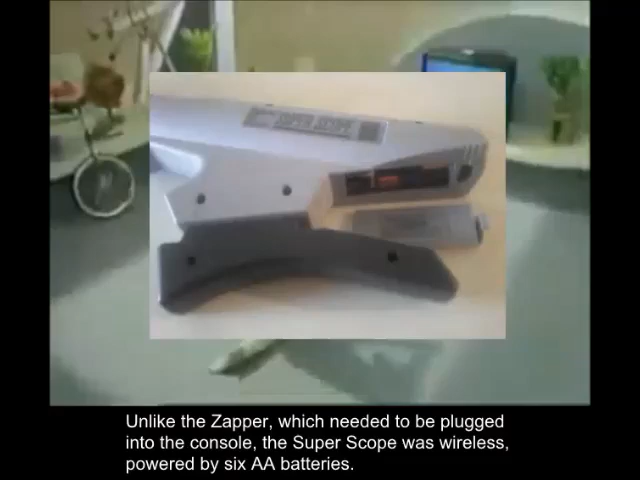 SUPER SCOPE
Unlike the Zapper, which needed to be plugged
into the console, the Super Scope was wireless,
powered by six AA batteries.